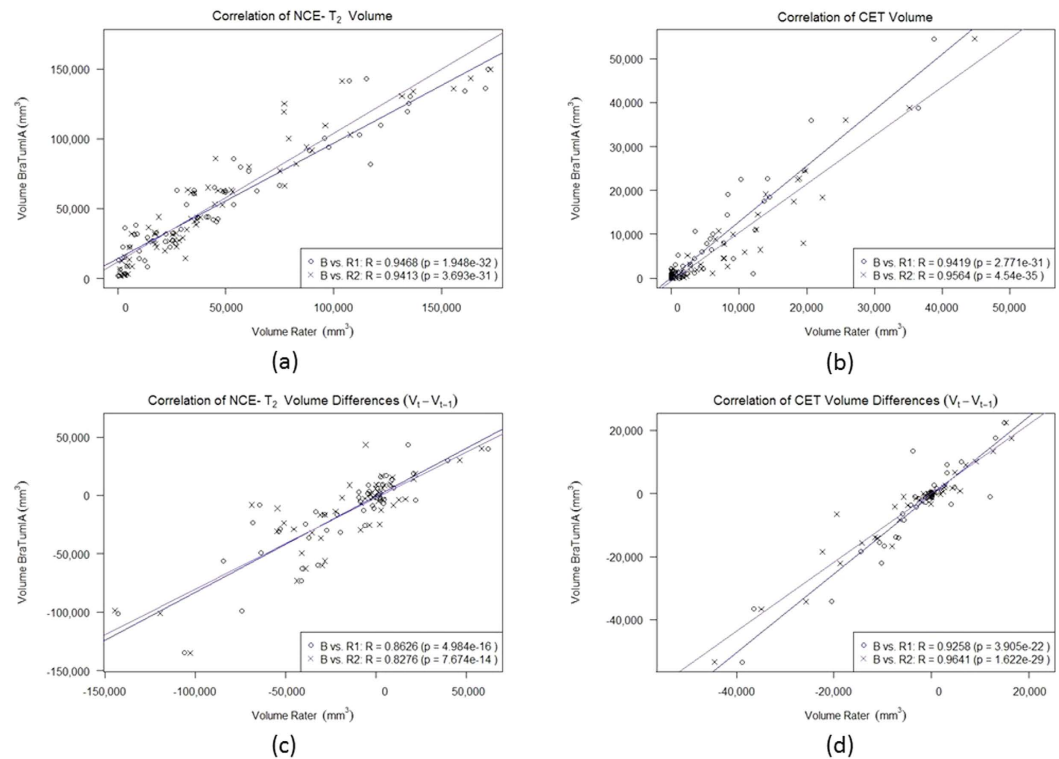 Correlation of NCE- T₂ Volume
Volume BraTumIA (mm³)
150,000
100,000
50,000
0
B vs. R1: R = 0.9468 (p = 1.948e-32 )
B vs. R2: R = 0.9413 (p = 3.693e-31 )
0 50,000 100,000 150,000
Volume Rater (mm³)
(a)
Correlation of CET Volume
Volume BraTumIA (mm³)
50,000
40,000
30,000
20,000
10,000
0
B vs. R1: R = 0.9419 (p = 2.771e-31 )
B vs. R2: R = 0.9564 (p = 4.54e-35 )
0 10,000 20,000 30,000 40,000 50,000
Volume Rater (mm³)
(b)
Correlation of NCE- T₂ Volume Differences (Vₜ − Vₜ₋₁)
Volume BraTumIA (mm³)
50,000
0
-50,000
-100,000
-150,000
B vs. R1: R = 0.8626 (p = 4.984e-16 )
B vs. R2: R = 0.8276 (p = 7.674e-14 )
-150,000 -100,000 -50,000 0 50,000
Volume Rater (mm³)
(c)
Correlation of CET Volume Differences (Vₜ − Vₜ₋₁)
Volume BraTumIA (mm³)
20,000
0
-20,000
-40,000
B vs. R1: R = 0.9258 (p = 3.905e-22 )
B vs. R2: R = 0.9641 (p = 1.622e-29 )
-40,000 -20,000 0 20,000
Volume Rater (mm³)
(d)